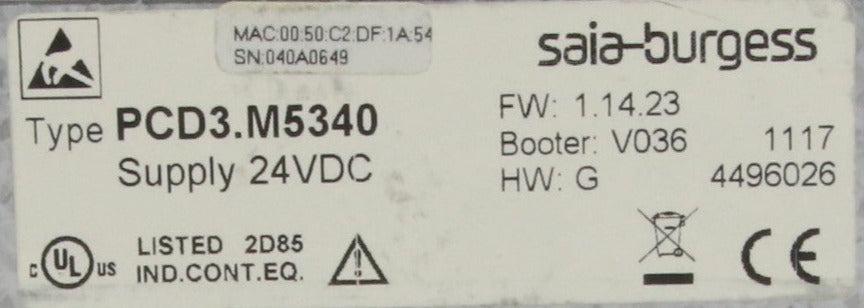 MAC:00:50:C2:DF:1A:54
SN:040A0649
saia-burgess
Type PCD3.M5340
Supply 24VDC
FW: 1.14.23
Booter: V036 1117
HW: G 4496026
C UL US
LISTED 2D85
IND.CONT.EQ.
CE